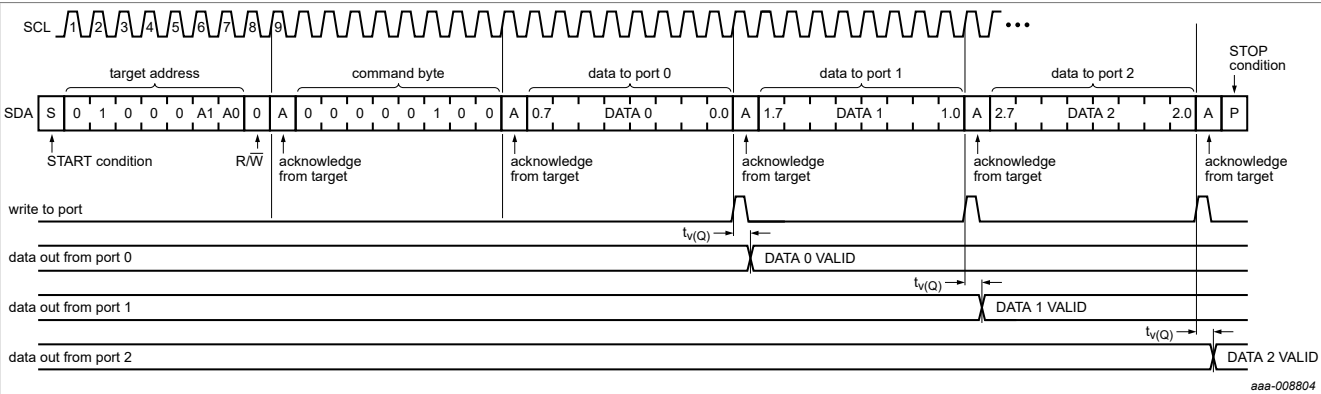 SCL 1 2 3 4 5 6 7 8 9 •••
target address command byte data to port 0 data to port 1 data to port 2 STOP condition
SDA S 0 1 0 0 0 A1 A0 0 A 0 0 0 0 0 1 0 0 A 0.7 DATA 0 0.0 A 1.7 DATA 1 1.0 A 2.7 DATA 2 2.0 A P
START condition R/W̅ acknowledge from target acknowledge from target acknowledge from target acknowledge from target acknowledge from target
write to port
tv(Q)
data out from port 0 DATA 0 VALID
tv(Q)
data out from port 1 DATA 1 VALID
tv(Q)
data out from port 2 DATA 2 VALID
aaa-008804